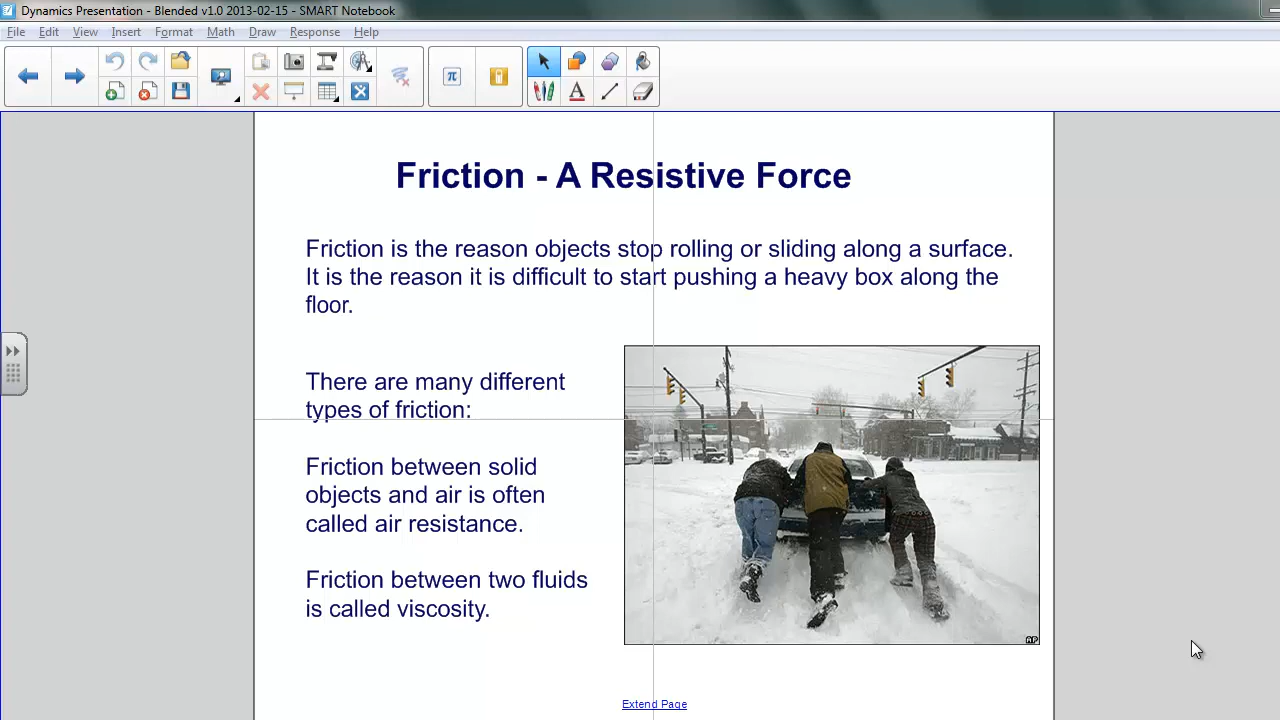 Dynamics Presentation - Blended v1.0 2013-02-15 - SMART Notebook
File Edit View Insert Format Math Draw Response Help
π
A
Friction - A Resistive Force
Friction is the reason objects stop rolling or sliding along a surface.
It is the reason it is difficult to start pushing a heavy box along the
floor.
There are many different
types of friction:
Friction between solid
objects and air is often
called air resistance.
Friction between two fluids
is called viscosity.
AP
Extend Page